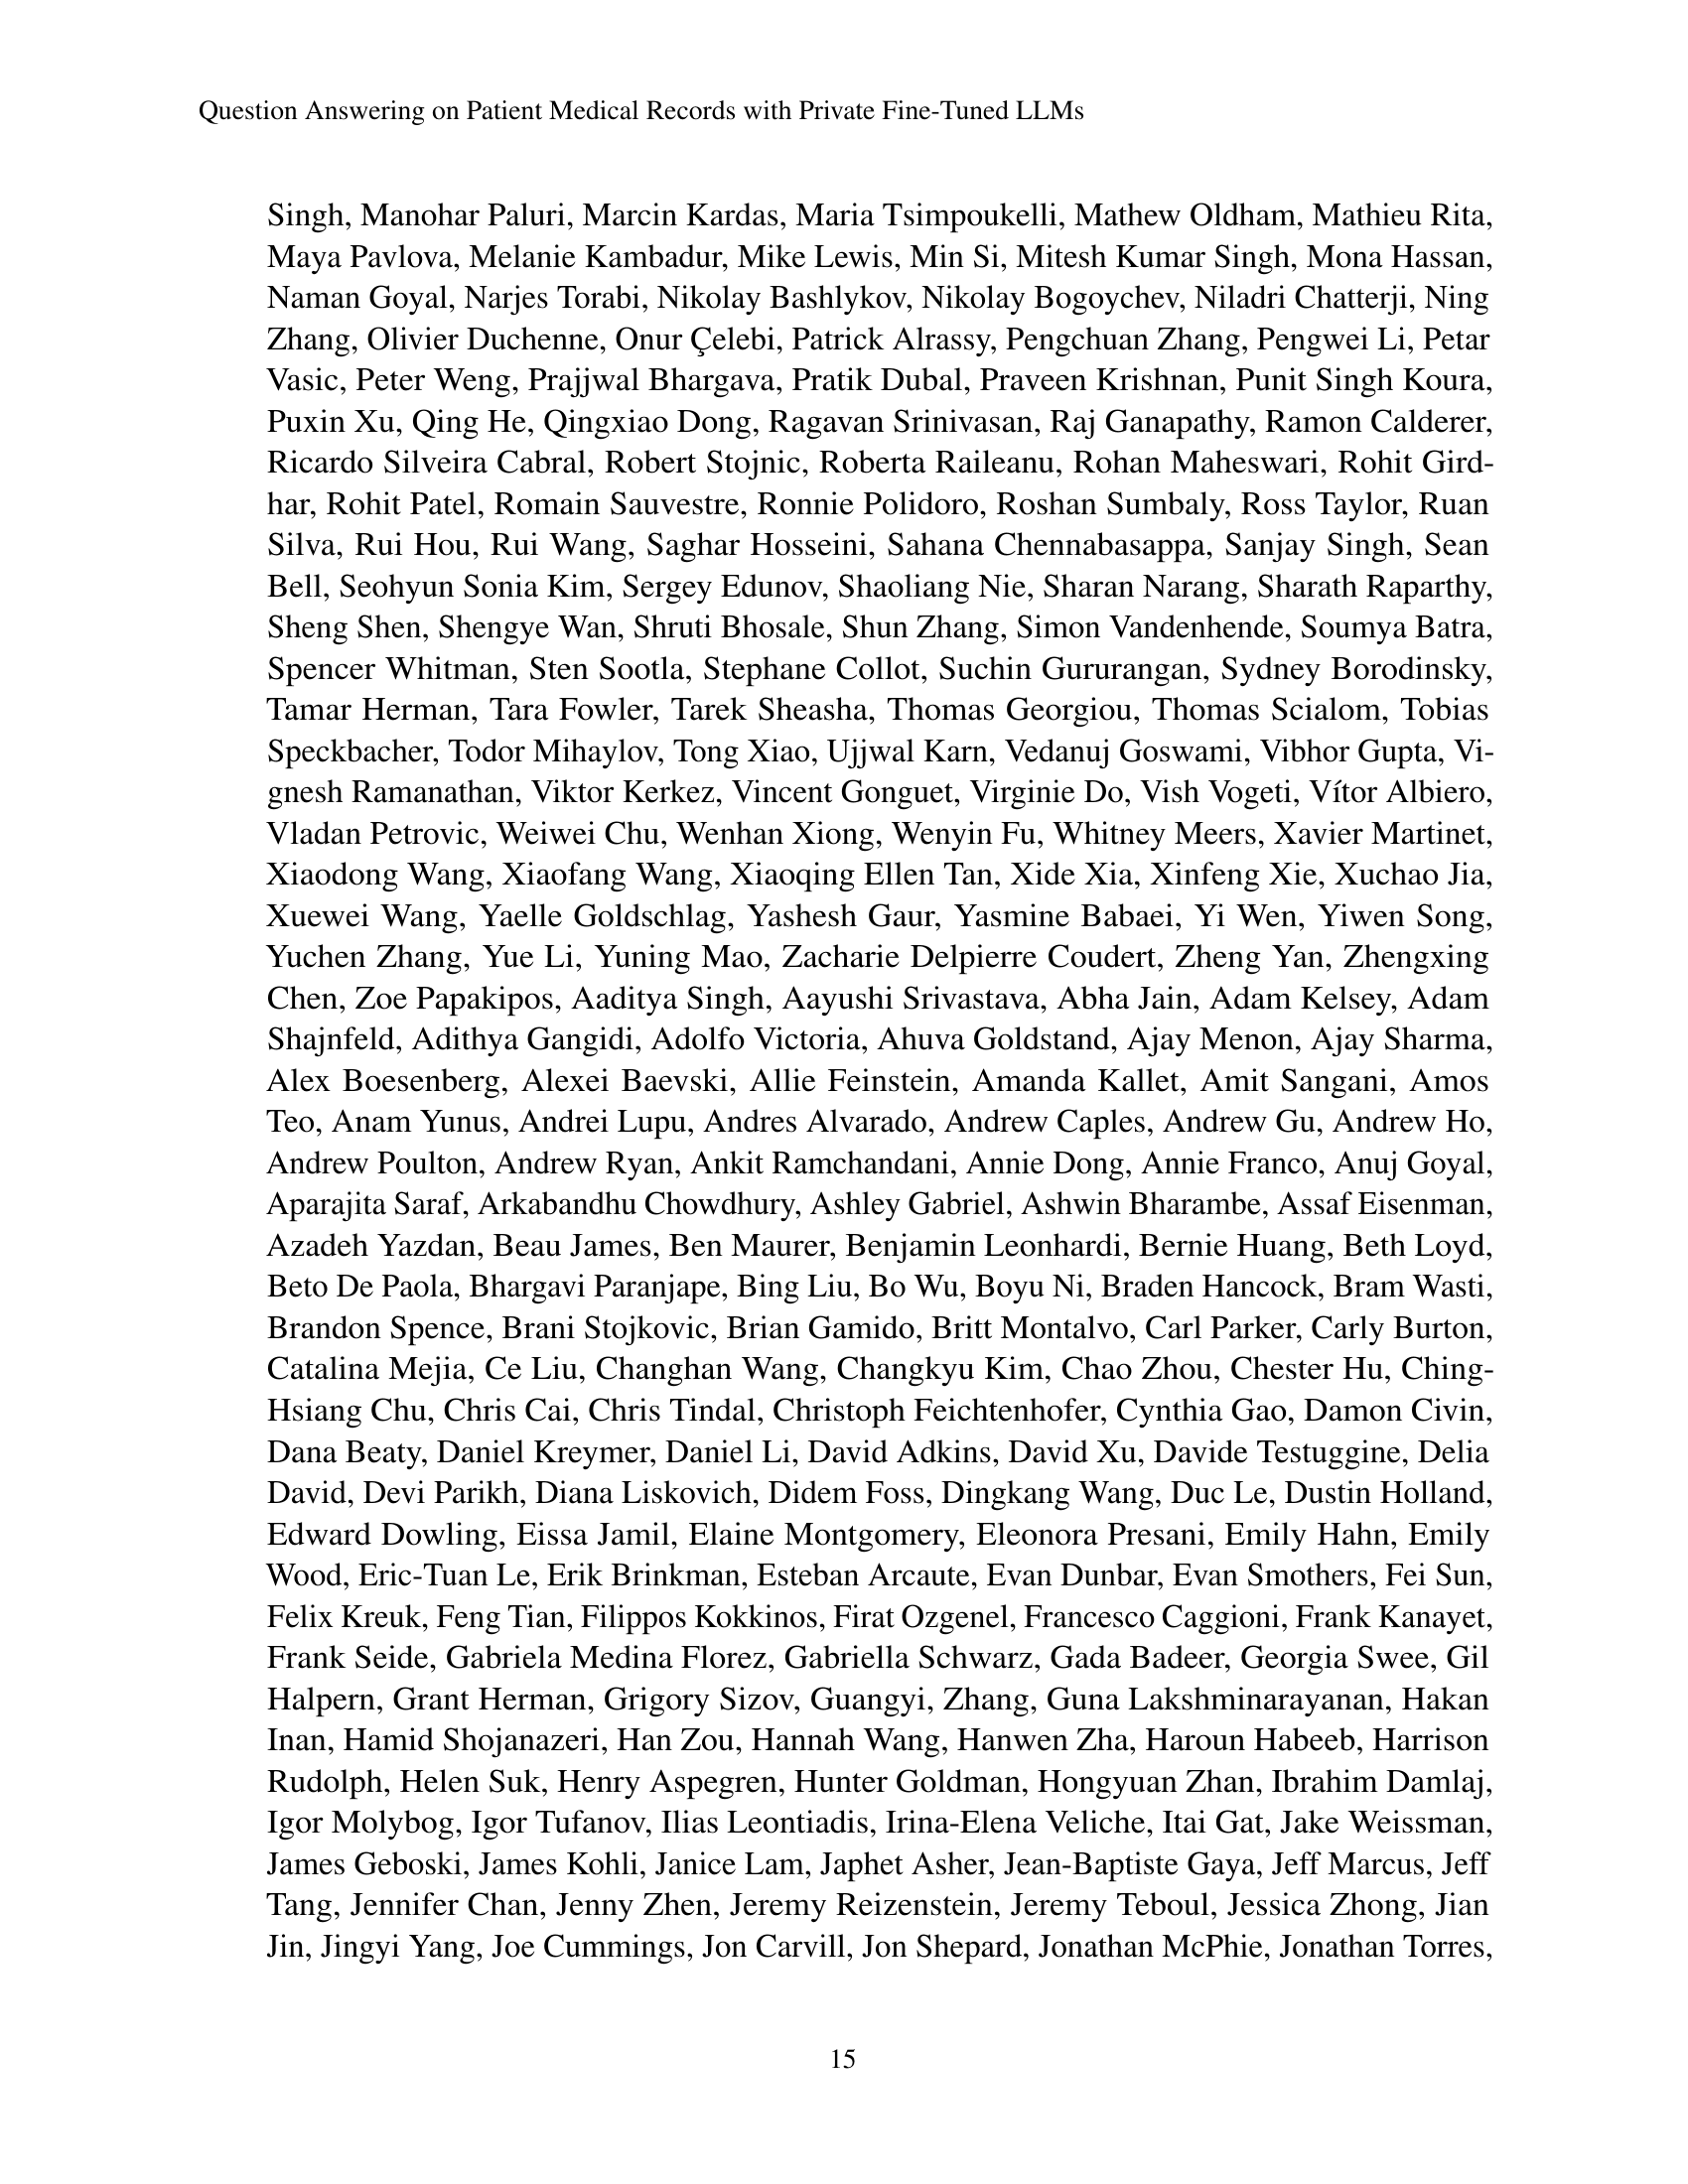 Question Answering on Patient Medical Records with Private Fine-Tuned LLMs
Singh, Manohar Paluri, Marcin Kardas, Maria Tsimpoukelli, Mathew Oldham, Mathieu Rita,
Maya Pavlova, Melanie Kambadur, Mike Lewis, Min Si, Mitesh Kumar Singh, Mona Hassan,
Naman Goyal, Narjes Torabi, Nikolay Bashlykov, Nikolay Bogoychev, Niladri Chatterji, Ning
Zhang, Olivier Duchenne, Onur Çelebi, Patrick Alrassy, Pengchuan Zhang, Pengwei Li, Petar
Vasic, Peter Weng, Prajjwal Bhargava, Pratik Dubal, Praveen Krishnan, Punit Singh Koura,
Puxin Xu, Qing He, Qingxiao Dong, Ragavan Srinivasan, Raj Ganapathy, Ramon Calderer,
Ricardo Silveira Cabral, Robert Stojnic, Roberta Raileanu, Rohan Maheswari, Rohit Gird-
har, Rohit Patel, Romain Sauvestre, Ronnie Polidoro, Roshan Sumbaly, Ross Taylor, Ruan
Silva, Rui Hou, Rui Wang, Saghar Hosseini, Sahana Chennabasappa, Sanjay Singh, Sean
Bell, Seohyun Sonia Kim, Sergey Edunov, Shaoliang Nie, Sharan Narang, Sharath Raparthy,
Sheng Shen, Shengye Wan, Shruti Bhosale, Shun Zhang, Simon Vandenhende, Soumya Batra,
Spencer Whitman, Sten Sootla, Stephane Collot, Suchin Gururangan, Sydney Borodinsky,
Tamar Herman, Tara Fowler, Tarek Sheasha, Thomas Georgiou, Thomas Scialom, Tobias
Speckbacher, Todor Mihaylov, Tong Xiao, Ujjwal Karn, Vedanuj Goswami, Vibhor Gupta, Vi-
gnesh Ramanathan, Viktor Kerkez, Vincent Gonguet, Virginie Do, Vish Vogeti, Vítor Albiero,
Vladan Petrovic, Weiwei Chu, Wenhan Xiong, Wenyin Fu, Whitney Meers, Xavier Martinet,
Xiaodong Wang, Xiaofang Wang, Xiaoqing Ellen Tan, Xide Xia, Xinfeng Xie, Xuchao Jia,
Xuewei Wang, Yaelle Goldschlag, Yashesh Gaur, Yasmine Babaei, Yi Wen, Yiwen Song,
Yuchen Zhang, Yue Li, Yuning Mao, Zacharie Delpierre Coudert, Zheng Yan, Zhengxing
Chen, Zoe Papakipos, Aaditya Singh, Aayushi Srivastava, Abha Jain, Adam Kelsey, Adam
Shajnfeld, Adithya Gangidi, Adolfo Victoria, Ahuva Goldstand, Ajay Menon, Ajay Sharma,
Alex Boesenberg, Alexei Baevski, Allie Feinstein, Amanda Kallet, Amit Sangani, Amos
Teo, Anam Yunus, Andrei Lupu, Andres Alvarado, Andrew Caples, Andrew Gu, Andrew Ho,
Andrew Poulton, Andrew Ryan, Ankit Ramchandani, Annie Dong, Annie Franco, Anuj Goyal,
Aparajita Saraf, Arkabandhu Chowdhury, Ashley Gabriel, Ashwin Bharambe, Assaf Eisenman,
Azadeh Yazdan, Beau James, Ben Maurer, Benjamin Leonhardi, Bernie Huang, Beth Loyd,
Beto De Paola, Bhargavi Paranjape, Bing Liu, Bo Wu, Boyu Ni, Braden Hancock, Bram Wasti,
Brandon Spence, Brani Stojkovic, Brian Gamido, Britt Montalvo, Carl Parker, Carly Burton,
Catalina Mejia, Ce Liu, Changhan Wang, Changkyu Kim, Chao Zhou, Chester Hu, Ching-
Hsiang Chu, Chris Cai, Chris Tindal, Christoph Feichtenhofer, Cynthia Gao, Damon Civin,
Dana Beaty, Daniel Kreymer, Daniel Li, David Adkins, David Xu, Davide Testuggine, Delia
David, Devi Parikh, Diana Liskovich, Didem Foss, Dingkang Wang, Duc Le, Dustin Holland,
Edward Dowling, Eissa Jamil, Elaine Montgomery, Eleonora Presani, Emily Hahn, Emily
Wood, Eric-Tuan Le, Erik Brinkman, Esteban Arcaute, Evan Dunbar, Evan Smothers, Fei Sun,
Felix Kreuk, Feng Tian, Filippos Kokkinos, Firat Ozgenel, Francesco Caggioni, Frank Kanayet,
Frank Seide, Gabriela Medina Florez, Gabriella Schwarz, Gada Badeer, Georgia Swee, Gil
Halpern, Grant Herman, Grigory Sizov, Guangyi, Zhang, Guna Lakshminarayanan, Hakan
Inan, Hamid Shojanazeri, Han Zou, Hannah Wang, Hanwen Zha, Haroun Habeeb, Harrison
Rudolph, Helen Suk, Henry Aspegren, Hunter Goldman, Hongyuan Zhan, Ibrahim Damlaj,
Igor Molybog, Igor Tufanov, Ilias Leontiadis, Irina-Elena Veliche, Itai Gat, Jake Weissman,
James Geboski, James Kohli, Janice Lam, Japhet Asher, Jean-Baptiste Gaya, Jeff Marcus, Jeff
Tang, Jennifer Chan, Jenny Zhen, Jeremy Reizenstein, Jeremy Teboul, Jessica Zhong, Jian
Jin, Jingyi Yang, Joe Cummings, Jon Carvill, Jon Shepard, Jonathan McPhie, Jonathan Torres,
15